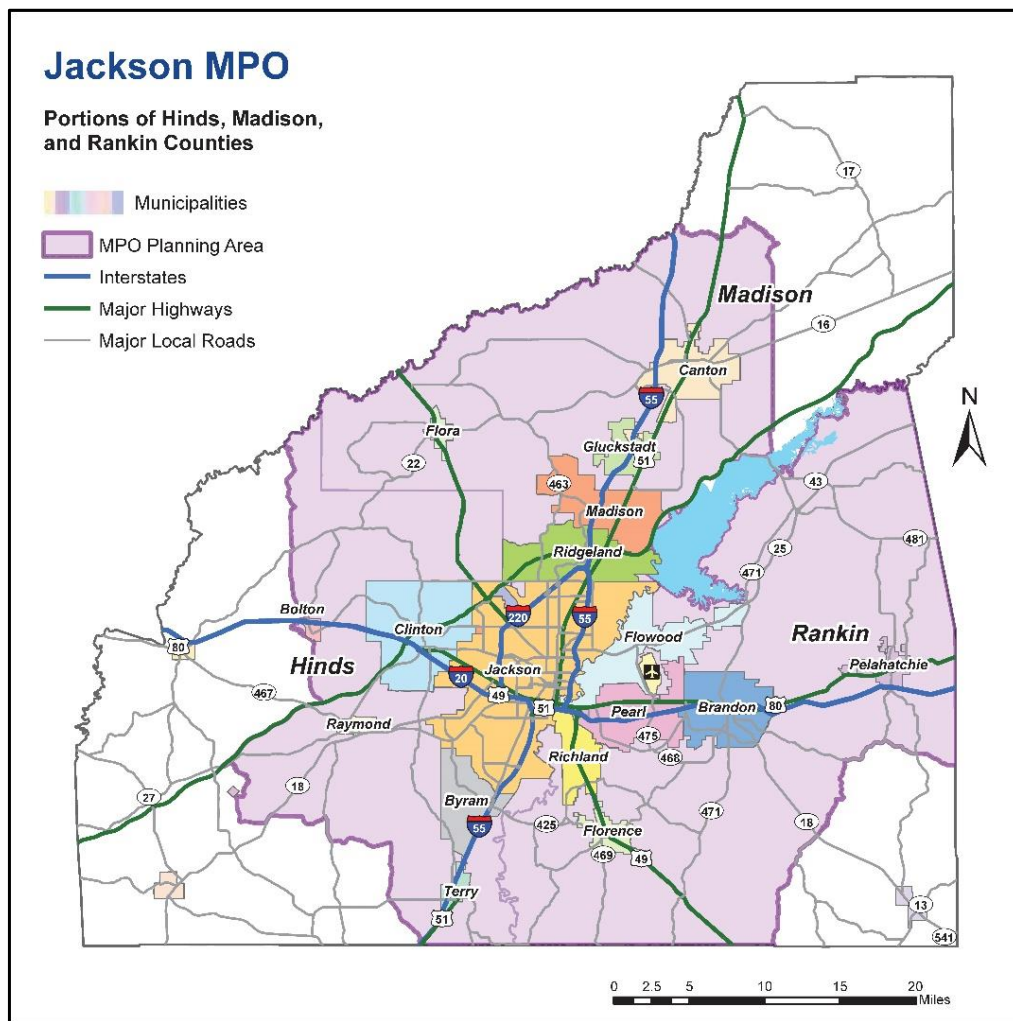 Jackson MPO
Portions of Hinds, Madison,
and Rankin Counties
Municipalities
MPO Planning Area
Interstates
Major Highways
Major Local Roads
17
Madison
16
Canton
55
N
Flora
Gluckstadt
51
22
463
43
Madison
481
25
Ridgeland
471
Bolton
220
55
80
Clinton
Flowood
Rankin
Hinds
Jackson
Pelahatchie
20
467
49
51
Pearl
Brandon
80
Raymond
475
468
Richland
18
27
Byram
425
471
18
55
Florence
469
49
Terry
13
51
541
0 2.5 5 10 15 20
Miles